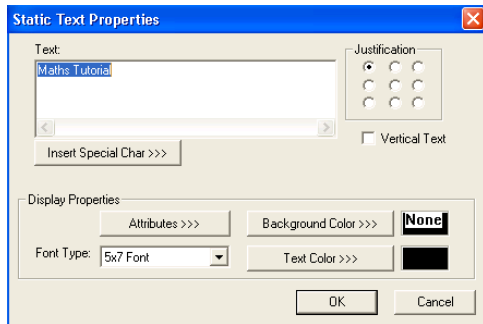 Static Text Properties
Text:
Justification
Maths Tutorial
Vertical Text
Insert Special Char >>>
Display Properties
Attributes >>>
Background Color >>>
None
Font Type:
5x7 Font
Text Color >>>
OK
Cancel